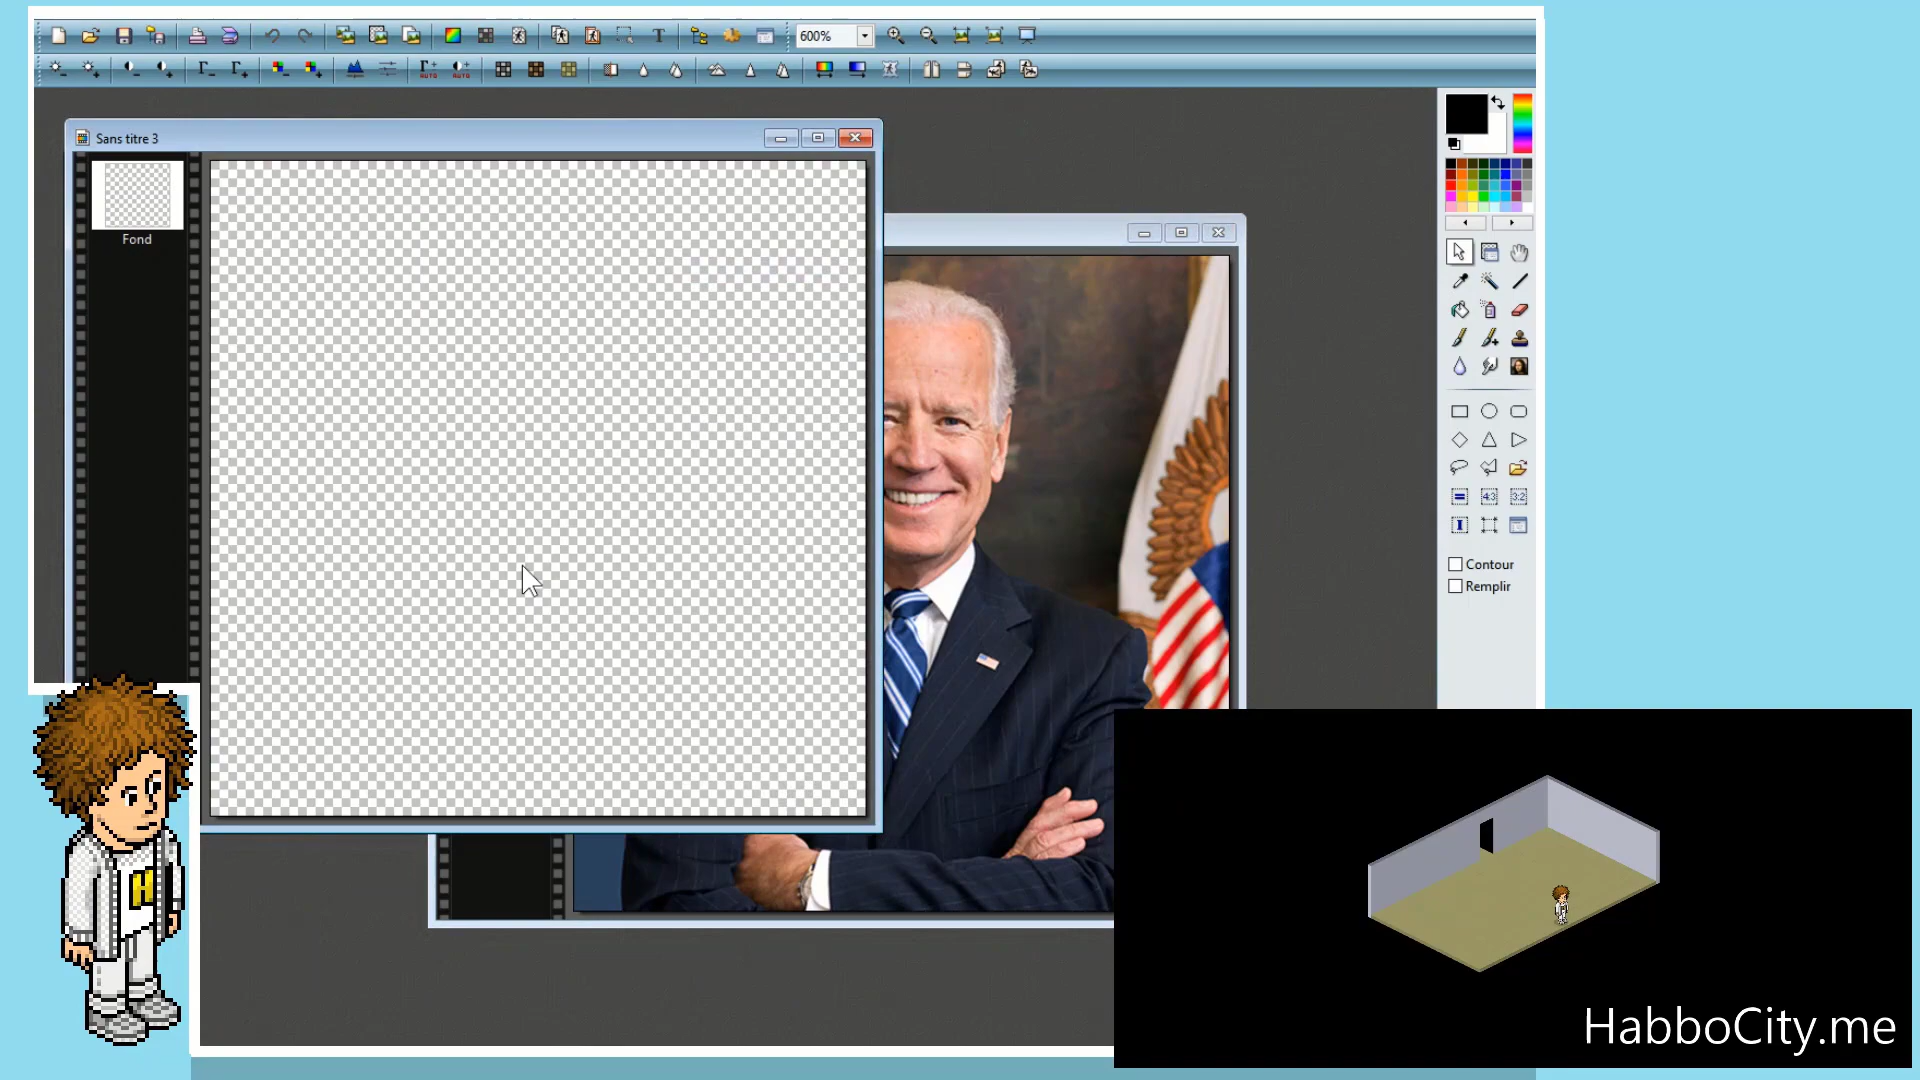 600%
Sans titre 3
Fond
Contour
Remplir
H
HabboCity.me